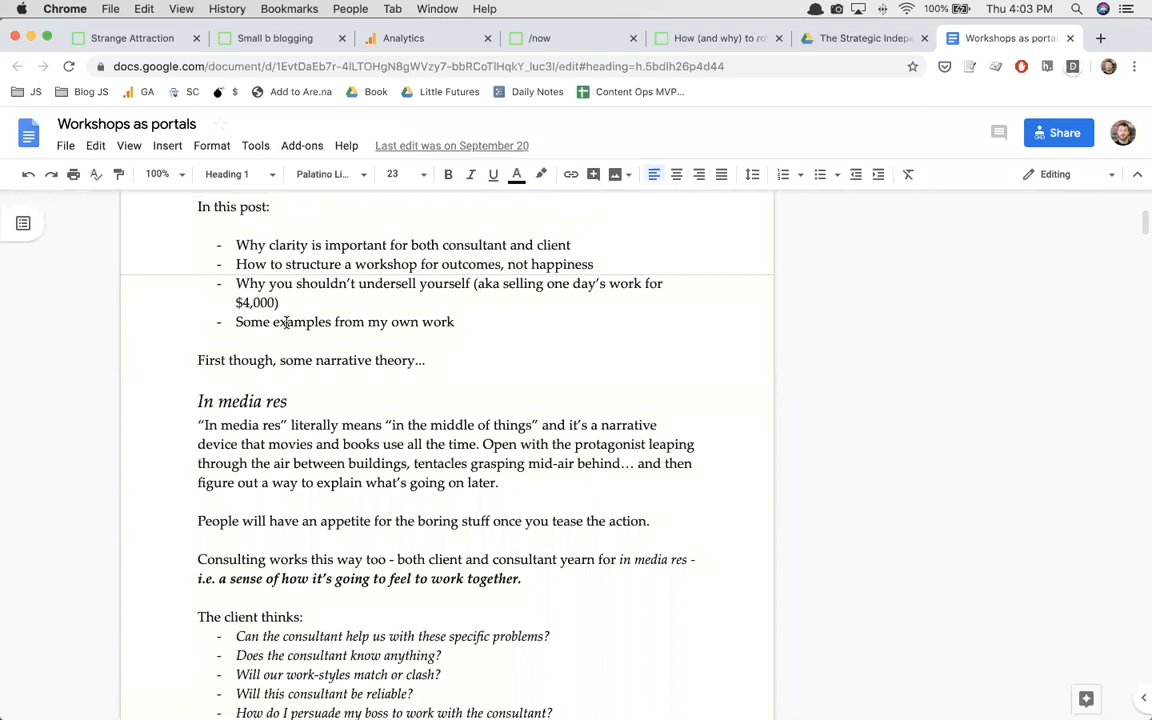 Chrome File Edit View History Bookmarks People Tab Window Help 100% Thu 4:03 PM
Strange Attraction Small b blogging Analytics /now How (and why) to ro The Strategic Indepe Workshops as porta
docs.google.com/document/d/1EvtDaEb7r-4lLTOHgN8gWVzy7-bbRCoTlHqkY_luc3I/edit#heading=h.5bdlh26p4d44
JS Blog JS GA SC $ Add to Are.na Book Little Futures Daily Notes Content Ops MVP...
Workshops as portals
File Edit View Insert Format Tools Add-ons Help Last edit was on September 20
Share
100% Heading 1 Palatino Li... 23 Editing
In this post:
- Why clarity is important for both consultant and client
- How to structure a workshop for outcomes, not happiness
- Why you shouldn't undersell yourself (aka selling one day's work for
$4,000)
- Some examples from my own work
First though, some narrative theory...
In media res
“In media res” literally means “in the middle of things” and it's a narrative
device that movies and books use all the time. Open with the protagonist leaping
through the air between buildings, tentacles grasping mid-air behind… and then
figure out a way to explain what's going on later.
People will have an appetite for the boring stuff once you tease the action.
Consulting works this way too - both client and consultant yearn for in media res -
i.e. a sense of how it's going to feel to work together.
The client thinks:
- Can the consultant help us with these specific problems?
- Does the consultant know anything?
- Will our work-styles match or clash?
- Will this consultant be reliable?
- How do I persuade my boss to work with the consultant?